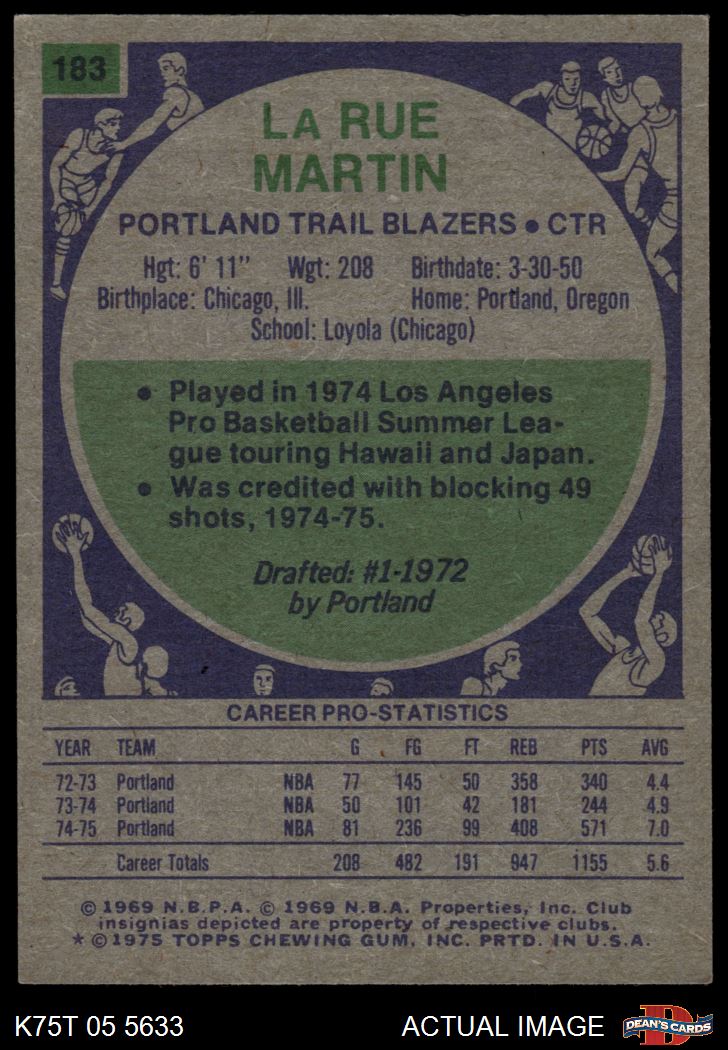 183
LA RUE
MARTIN
PORTLAND TRAIL BLAZERS • CTR
Hgt: 6' 11" Wgt: 208 Birthdate: 3-30-50
Birthplace: Chicago, Ill. Home: Portland, Oregon
School: Loyola (Chicago)
• Played in 1974 Los Angeles
Pro Basketball Summer Lea-
gue touring Hawaii and Japan.
• Was credited with blocking 49
shots, 1974-75.
Drafted: #1-1972
by Portland
CAREER PRO-STATISTICS
YEAR TEAM G FG FT REB PTS AVG
72-73 Portland NBA 77 145 50 358 340 4.4
73-74 Portland NBA 50 101 42 181 244 4.9
74-75 Portland NBA 81 236 99 408 571 7.0
Career Totals 208 482 191 947 1155 5.6
© 1969 N.B.P.A. © 1969 N.B.A. Properties, Inc. Club
insignias depicted are property of respective clubs.
* © 1975 TOPPS CHEWING GUM, INC. PRTD. IN U.S.A.
K75T 05 5633 ACTUAL IMAGE
D
DEAN'S CARDS